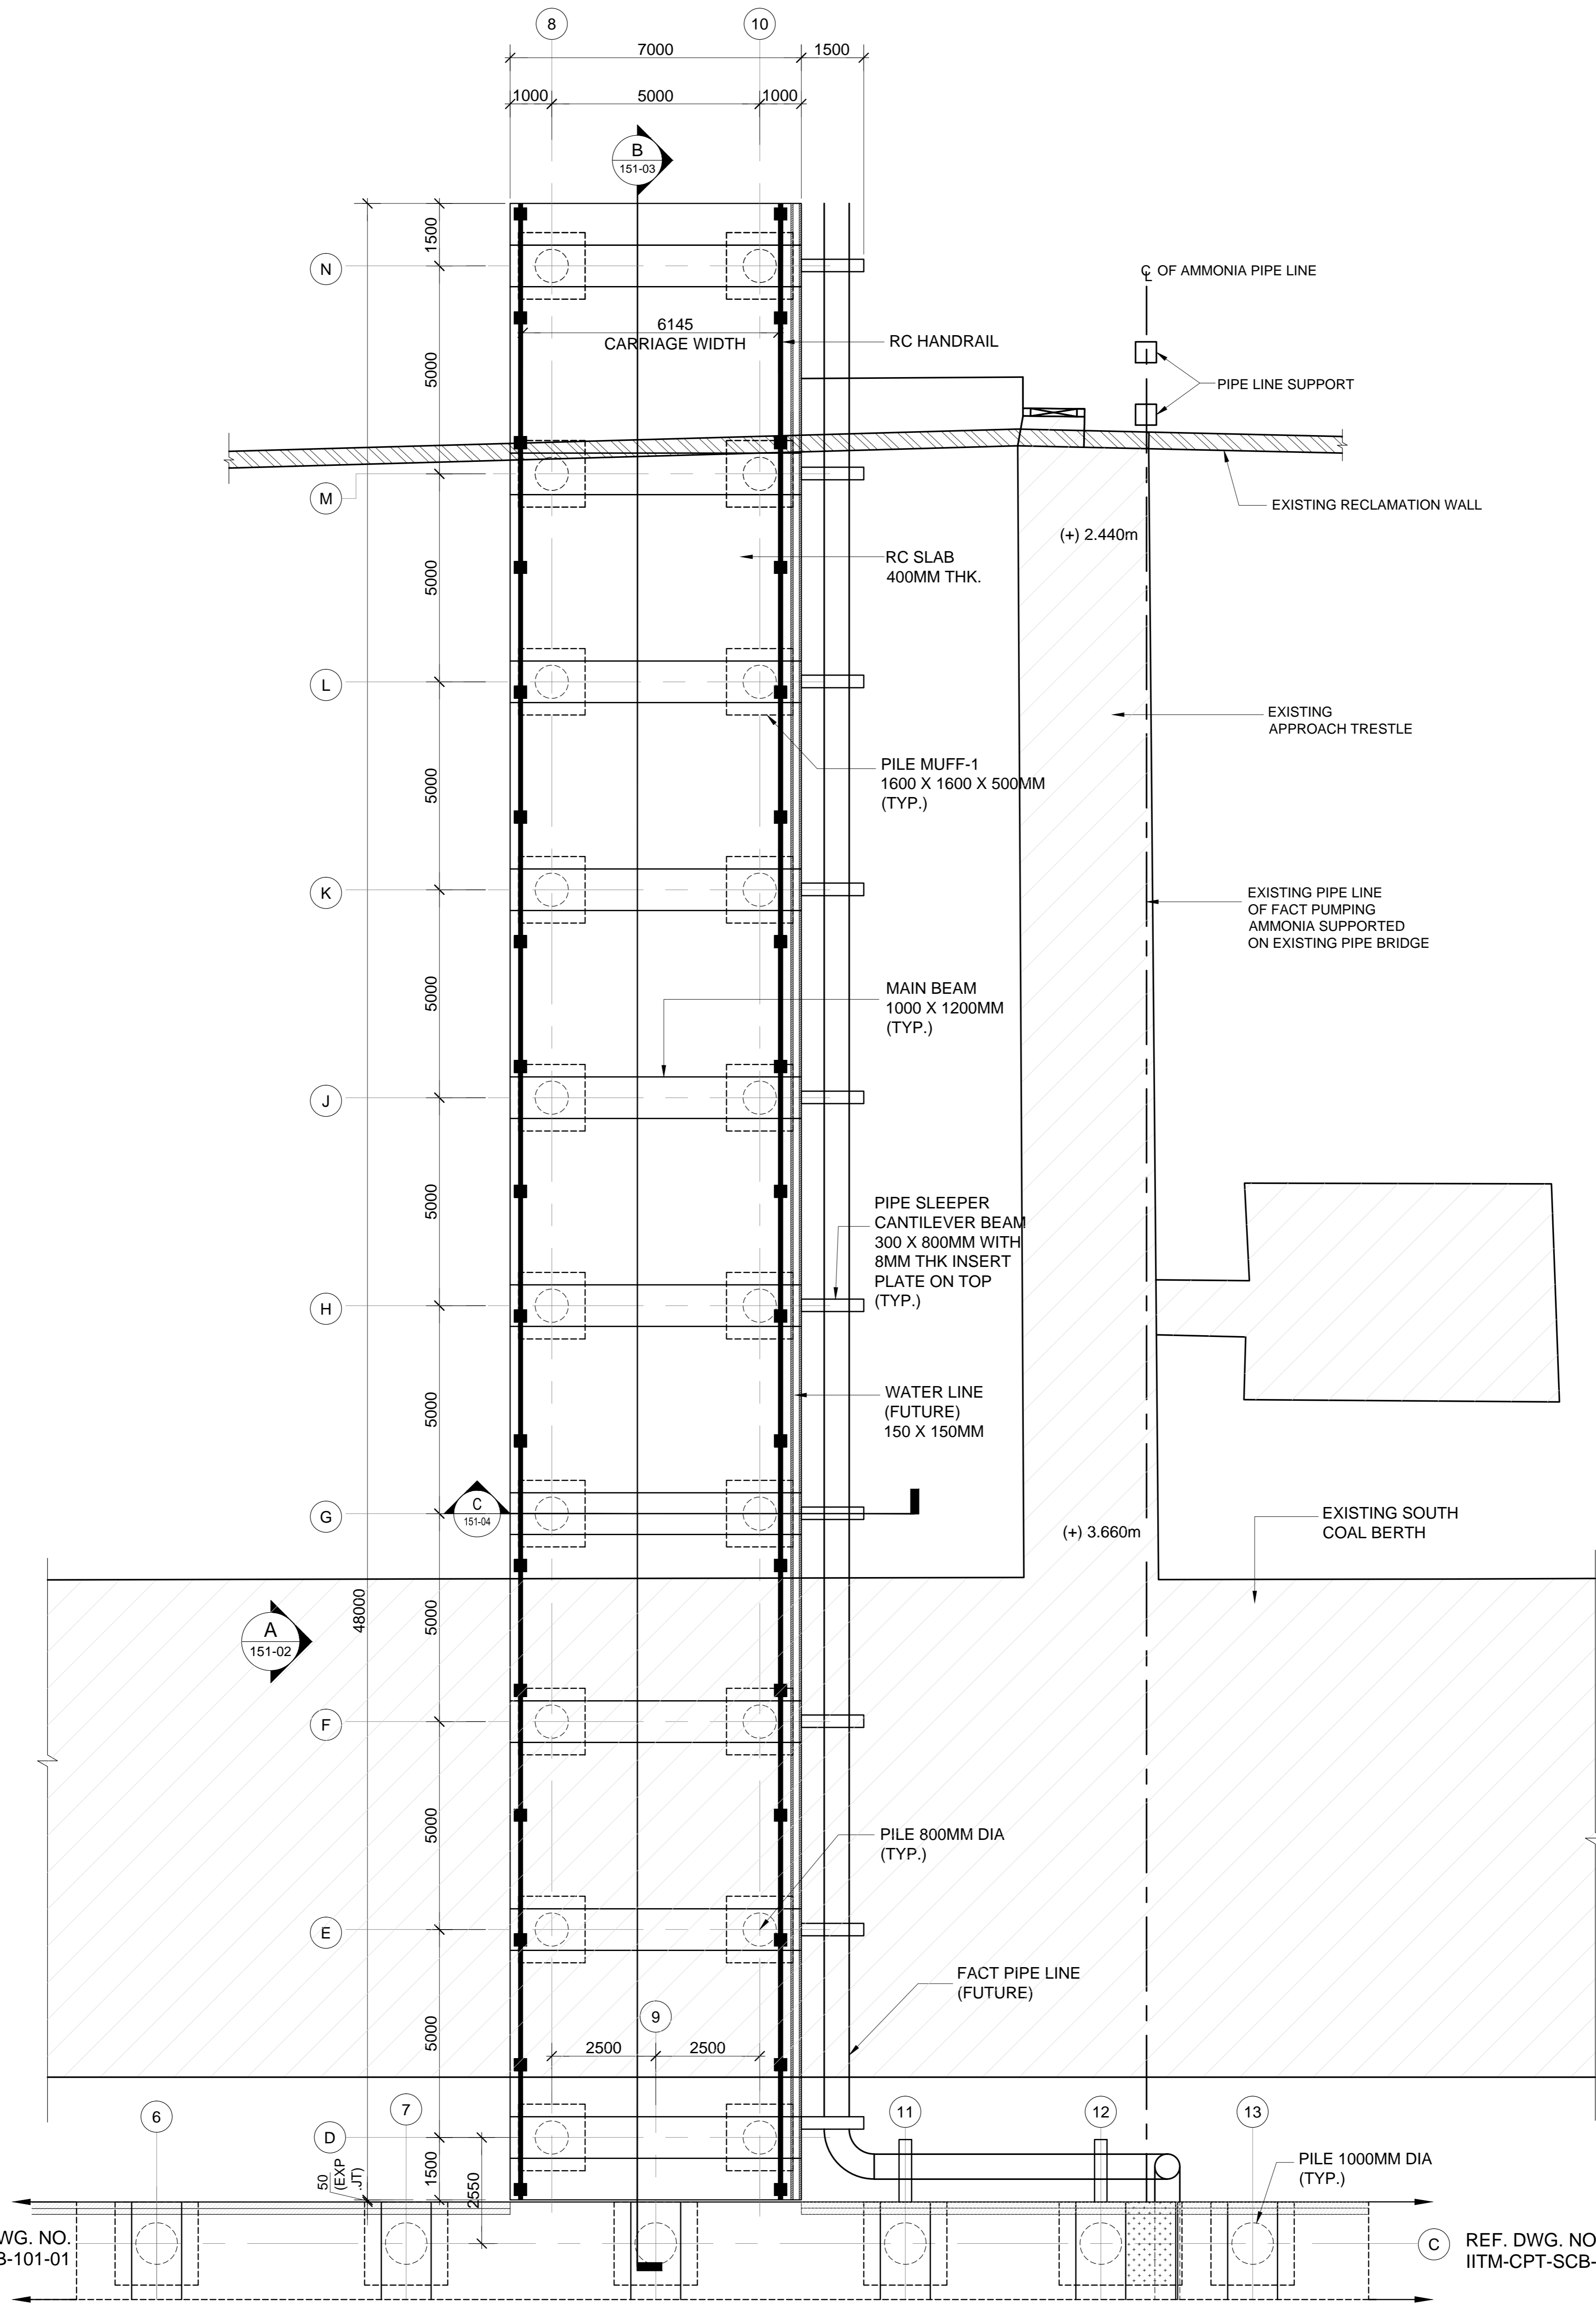 8
10
7000
1500
1000
5000
1000
B
151-03
1500
N
C
L
OF AMMONIA PIPE LINE
6145
CARRIAGE WIDTH
RC HANDRAIL
5000
PIPE LINE SUPPORT
M
EXISTING RECLAMATION WALL
(+) 2.440m
RC SLAB
400MM THK.
5000
L
EXISTING
APPROACH TRESTLE
PILE MUFF-1
1600 X 1600 X 500MM
(TYP.)
5000
K
EXISTING PIPE LINE
OF FACT PUMPING
AMMONIA SUPPORTED
ON EXISTING PIPE BRIDGE
MAIN BEAM
1000 X 1200MM
(TYP.)
5000
J
PIPE SLEEPER
CANTILEVER BEAM
300 X 800MM WITH
8MM THK INSERT
PLATE ON TOP
(TYP.)
5000
H
WATER LINE
(FUTURE)
150 X 150MM
5000
G
C
151-04
(+) 3.660m
EXISTING SOUTH
COAL BERTH
48000
5000
A
151-02
F
PILE 800MM DIA
(TYP.)
5000
E
FACT PIPE LINE
(FUTURE)
9
2500
2500
5000
6
7
11
12
13
D
50
(EXP
.JT)
1500
2550
PILE 1000MM DIA
(TYP.)
WG. NO.
B-101-01
C
REF. DWG. NO
IITM-CPT-SCB-